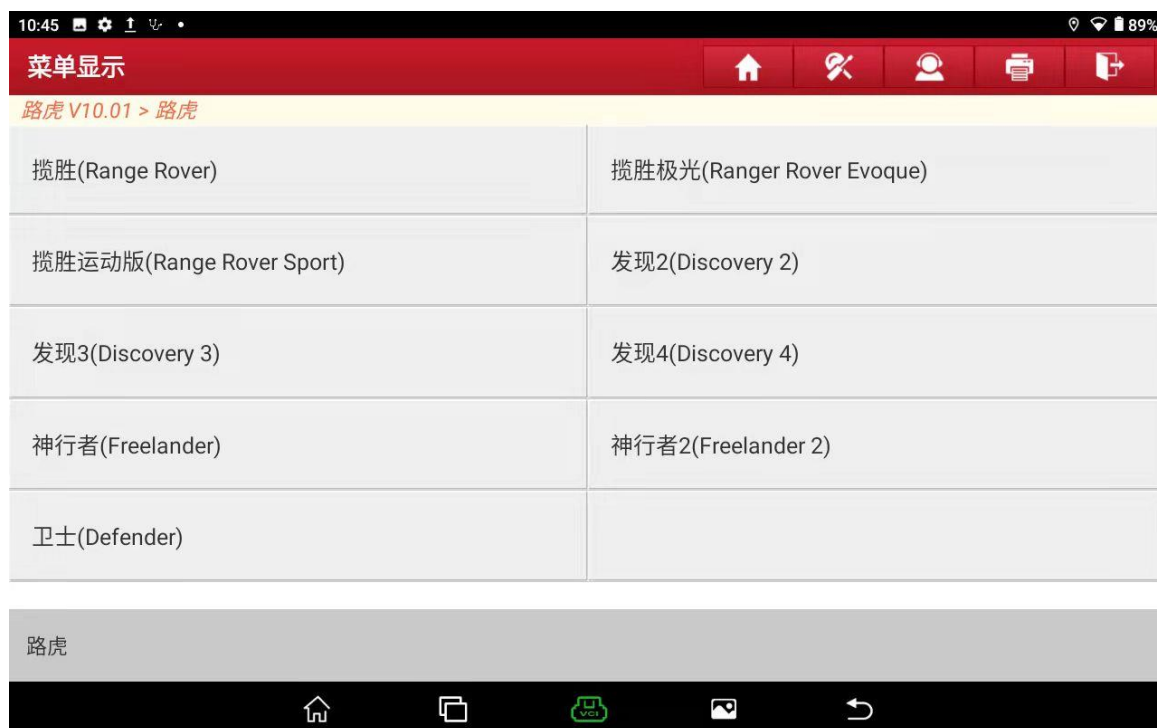 10:45
89%
菜单显示
路虎 V10.01 > 路虎
揽胜(Range Rover)
揽胜极光(Ranger Rover Evoque)
揽胜运动版(Range Rover Sport)
发现2(Discovery 2)
发现3(Discovery 3)
发现4(Discovery 4)
神行者(Freelander)
神行者2(Freelander 2)
卫士(Defender)
路虎
VCI